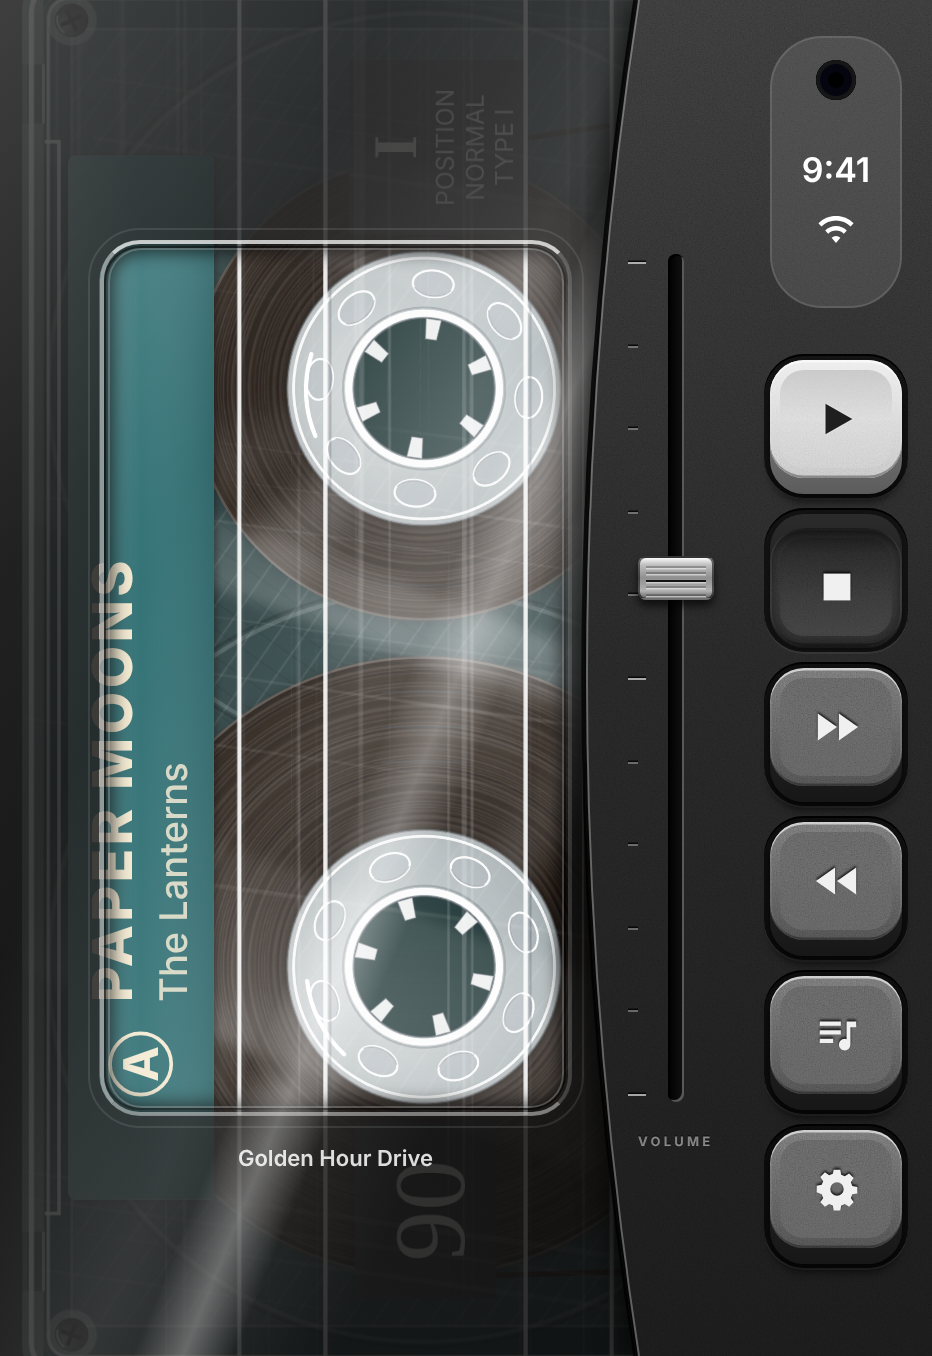 9:41
I
POSITION
NORMAL
TYPE I
PAPER MOONS
The Lanterns
A
VOLUME
Golden Hour Drive
90